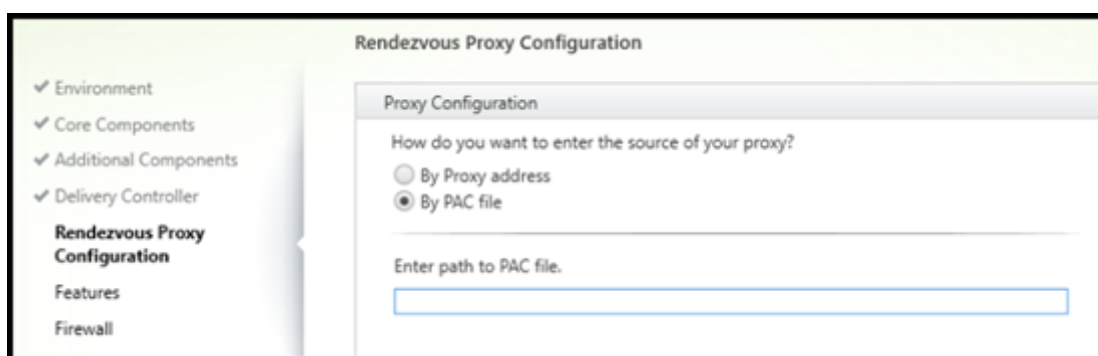 Rendezvous Proxy Configuration
✔ Environment
✔ Core Components
✔ Additional Components
✔ Delivery Controller
Rendezvous Proxy
Configuration
Features
Firewall
Proxy Configuration
How do you want to enter the source of your proxy?
By Proxy address
By PAC file
Enter path to PAC file.